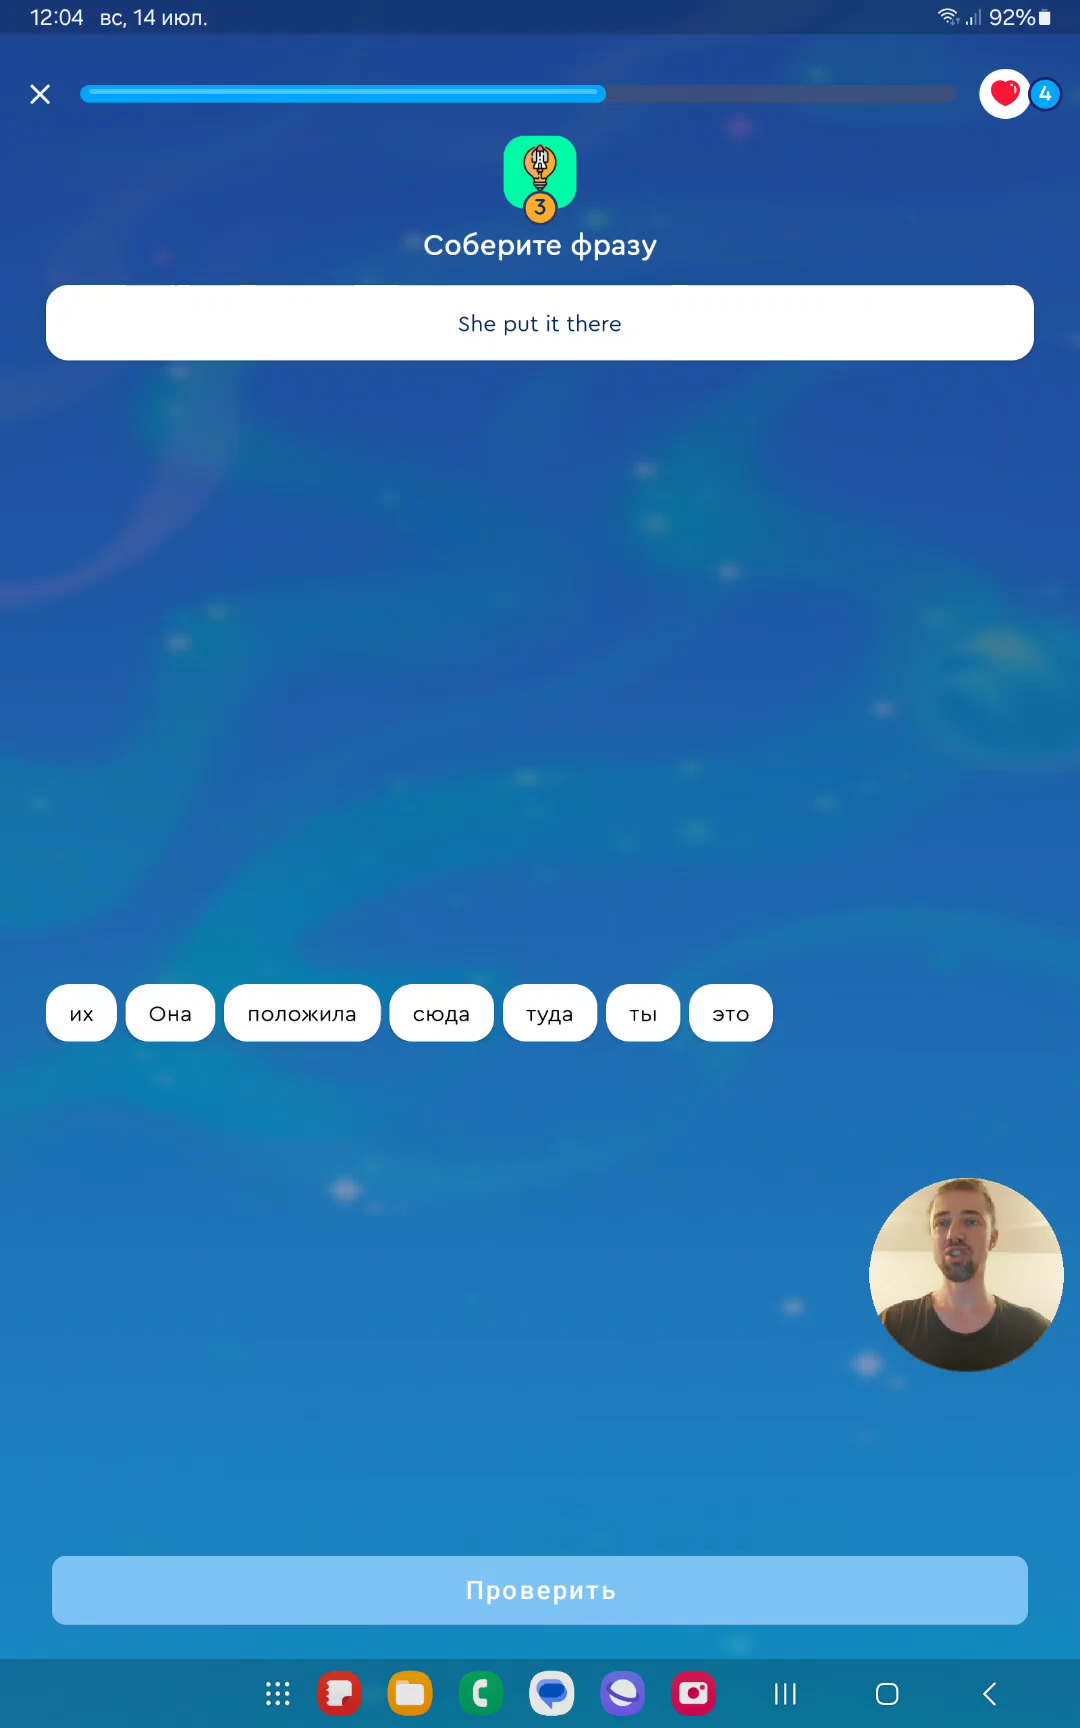 12:04 вс, 14 июл. 92%
4
3
Соберите фразу
She put it there
их Она положила сюда туда ты это
Проверить